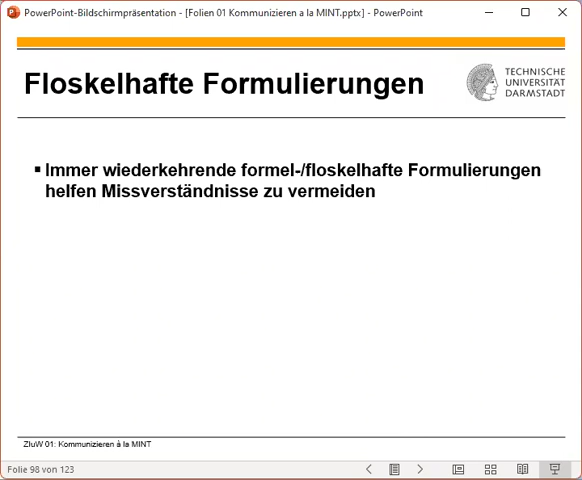 PowerPoint-Bildschirmpräsentation - [Folien 01 Kommunizieren a la MINT.pptx] - PowerPoint
Floskelhafte Formulierungen
TECHNISCHE
UNIVERSITÄT
DARMSTADT
▪ Immer wiederkehrende formel-/floskelhafte Formulierungen
helfen Missverständnisse zu vermeiden
ZIuW 01: Kommunizieren à la MINT
Folie 98 von 123